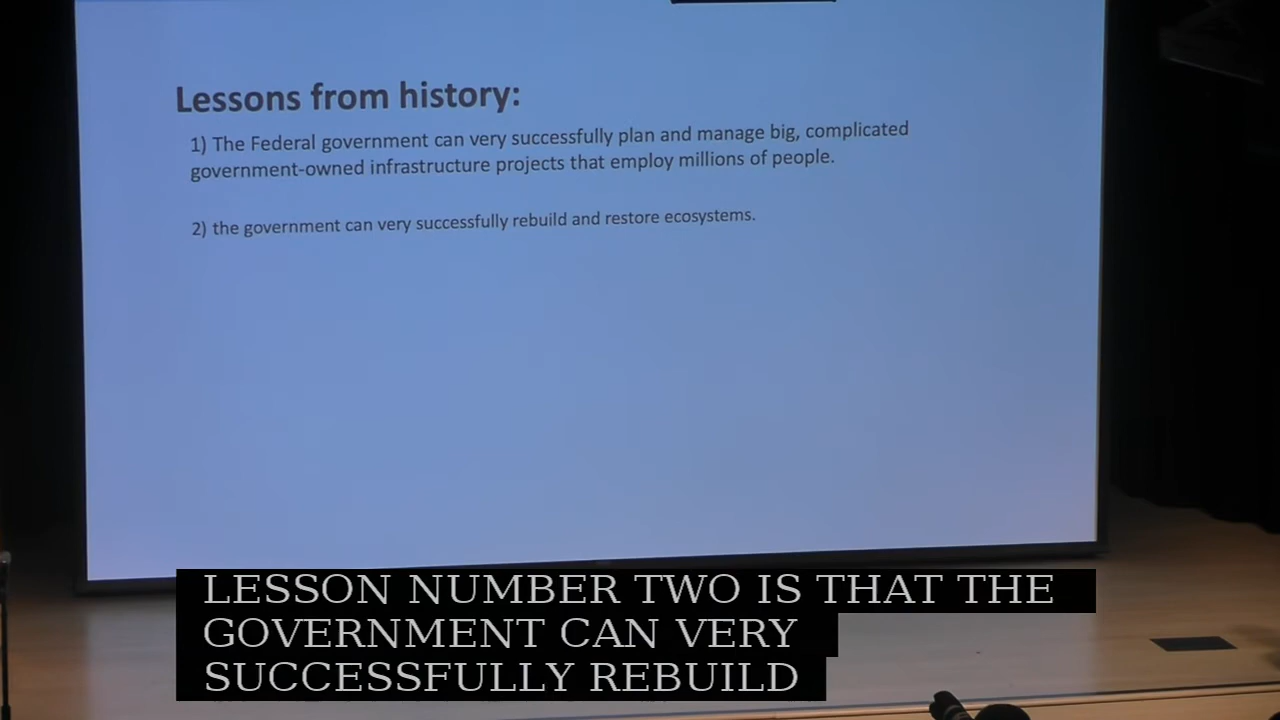 Lessons from history:
1) The Federal government can very successfully plan and manage big, complicated
government-owned infrastructure projects that employ millions of people.
2) the government can very successfully rebuild and restore ecosystems.
LESSON NUMBER TWO IS THAT THE
GOVERNMENT CAN VERY
SUCCESSFULLY REBUILD